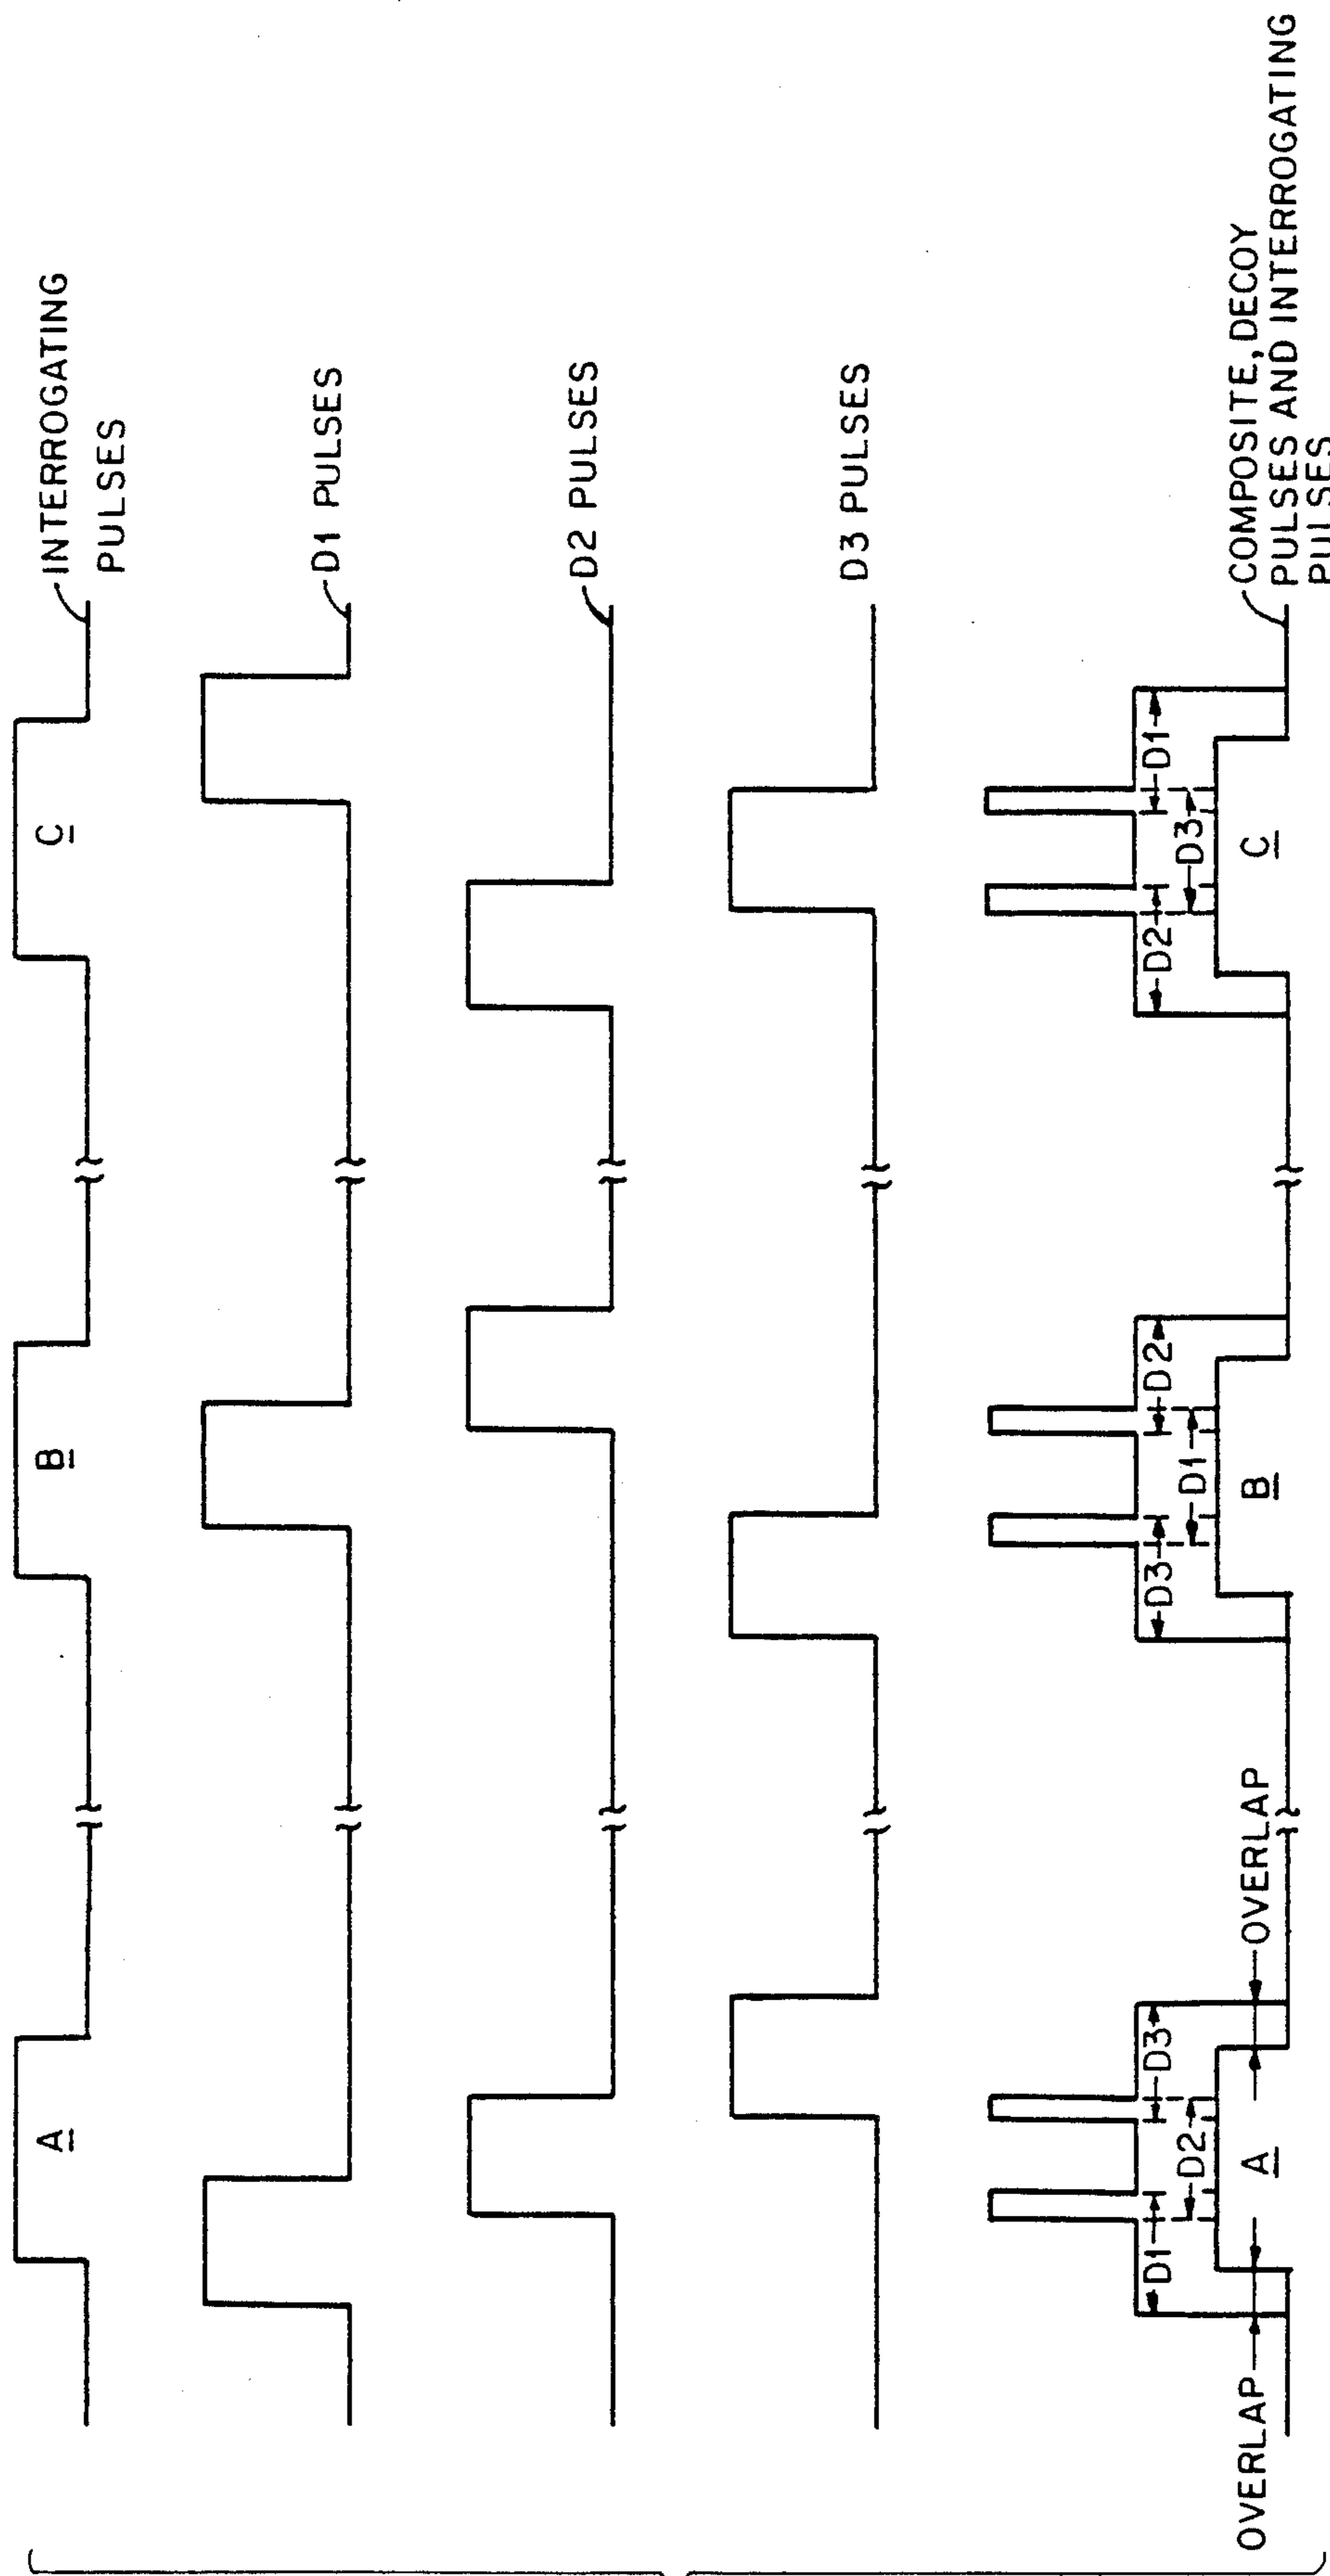 INTERROGATING
PULSES
A
B
C
D1 PULSES
D2 PULSES
D3 PULSES
COMPOSITE, DECOY
PULSES AND INTERROGATING
PULSES
OVERLAP
D1
D2
D3
A
OVERLAP
D3
D1
D2
B
D2
D3
D1
C